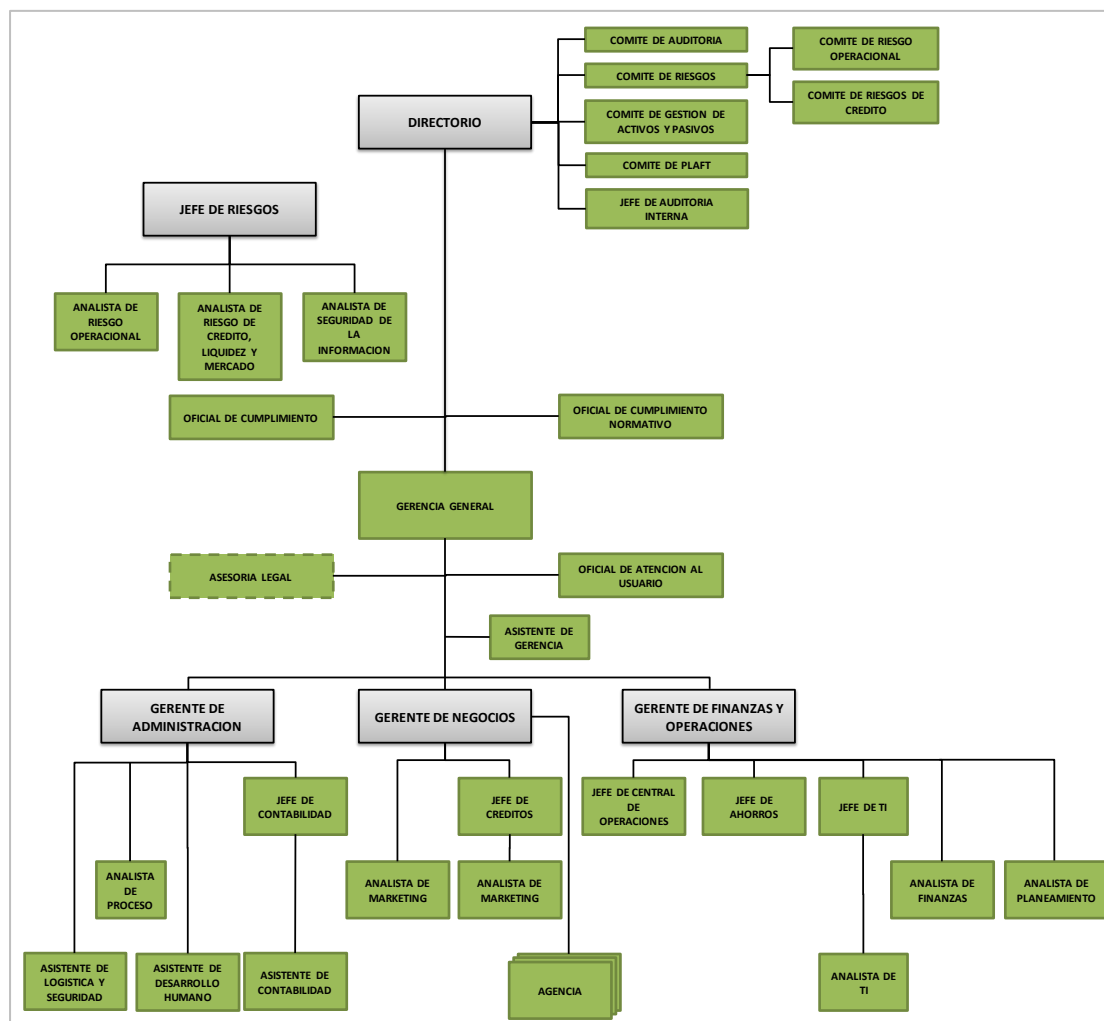 COMITE DE AUDITORIA
COMITE DE RIESGO
OPERACIONAL
COMITE DE RIESGOS
COMITE DE RIESGOS DE
CREDITO
DIRECTORIO
COMITE DE GESTION DE
ACTIVOS Y PASIVOS
COMITE DE PLAFT
JEFE DE AUDITORIA
INTERNA
JEFE DE RIESGOS
ANALISTA DE
RIESGO
OPERACIONAL
ANALISTA DE
RIESGO DE
CREDITO,
LIQUIDEZ Y
MERCADO
ANALISTA DE
SEGURIDAD DE
LA
INFORMACION
OFICIAL DE CUMPLIMIENTO
OFICIAL DE CUMPLIMIENTO
NORMATIVO
GERENCIA GENERAL
ASESORIA LEGAL
OFICIAL DE ATENCION AL
USUARIO
ASISTENTE DE
GERENCIA
GERENTE DE
ADMINISTRACION
GERENTE DE NEGOCIOS
GERENTE DE FINANZAS Y
OPERACIONES
JEFE DE
CONTABILIDAD
JEFE DE
CREDITOS
JEFE DE CENTRAL
DE
OPERACIONES
JEFE DE
AHORROS
JEFE DE TI
ANALISTA
DE
PROCESO
ANALISTA DE
MARKETING
ANALISTA DE
MARKETING
ANALISTA DE
FINANZAS
ANALISTA DE
PLANEAMIENTO
ASISTENTE DE
LOGISTICA Y
SEGURIDAD
ASISTENTE DE
DESARROLLO
HUMANO
ASISTENTE DE
CONTABILIDAD
AGENCIA
ANALISTA DE
TI